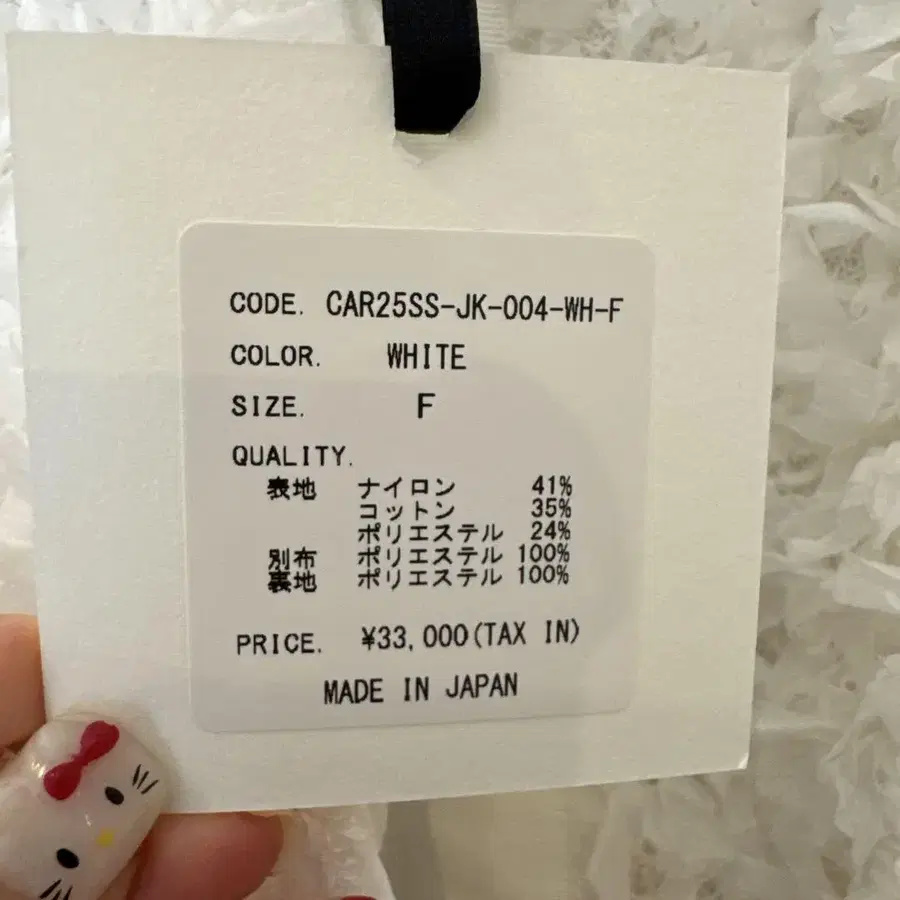 CODE. CAR25SS-JK-004-WH-F
COLOR. WHITE
SIZE. F
QUALITY.
表地 ナイロン 41%
コットン 35%
ポリエステル 24%
別布 ポリエステル 100%
裏地 ポリエステル 100%
PRICE. ¥33,000(TAX IN)
MADE IN JAPAN